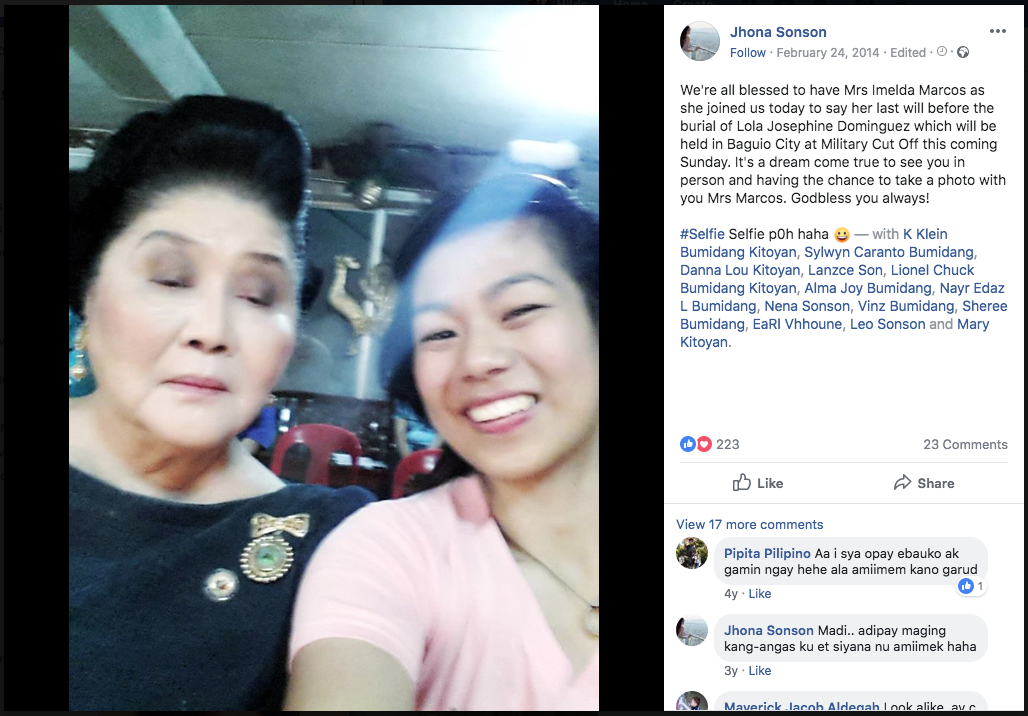 Jhona Sonson
Follow · February 24, 2014 · Edited ·
We're all blessed to have Mrs Imelda Marcos as
she joined us today to say her last will before the
burial of Lola Josephine Dominguez which will be
held in Baguio City at Military Cut Off this coming
Sunday. It's a dream come true to see you in
person and having the chance to take a photo with
you Mrs Marcos. Godbless you always!
#Selfie Selfie p0h haha 😀 — with K Klein
Bumidang Kitoyan, Sylwyn Caranto Bumidang,
Danna Lou Kitoyan, Lanzce Son, Lionel Chuck
Bumidang Kitoyan, Alma Joy Bumidang, Nayr Edaz
L Bumidang, Nena Sonson, Vinz Bumidang, Sheree
Bumidang, EaRl Vhhoune, Leo Sonson and Mary
Kitoyan.
223
23 Comments
Like
Share
View 17 more comments
Pipita Pilipino Aa i sya opay ebauko ak
gamin ngay hehe ala amiimem kano garud
1
4y · Like
Jhona Sonson Madi.. adipay maging
kang-angas ku et siyana nu amiimek haha
3y · Like
Maverick Jacob Aldegah Look alike